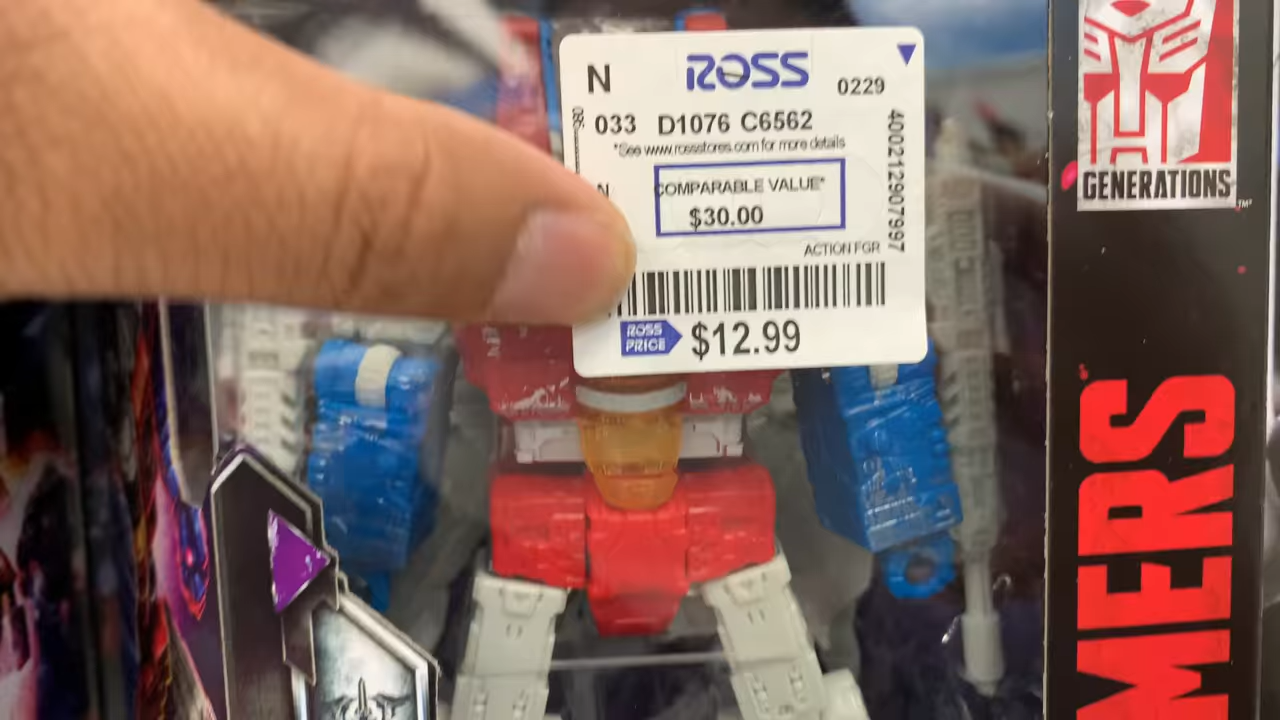 N
ROSS
0229
033 D1076 C6562
*See www.rossstores.com for more details
COMPARABLE VALUE*
$30.00
ACTION FGR
400212907997
ROSS
PRICE
$12.99
GENERATIONS
TM
MERS